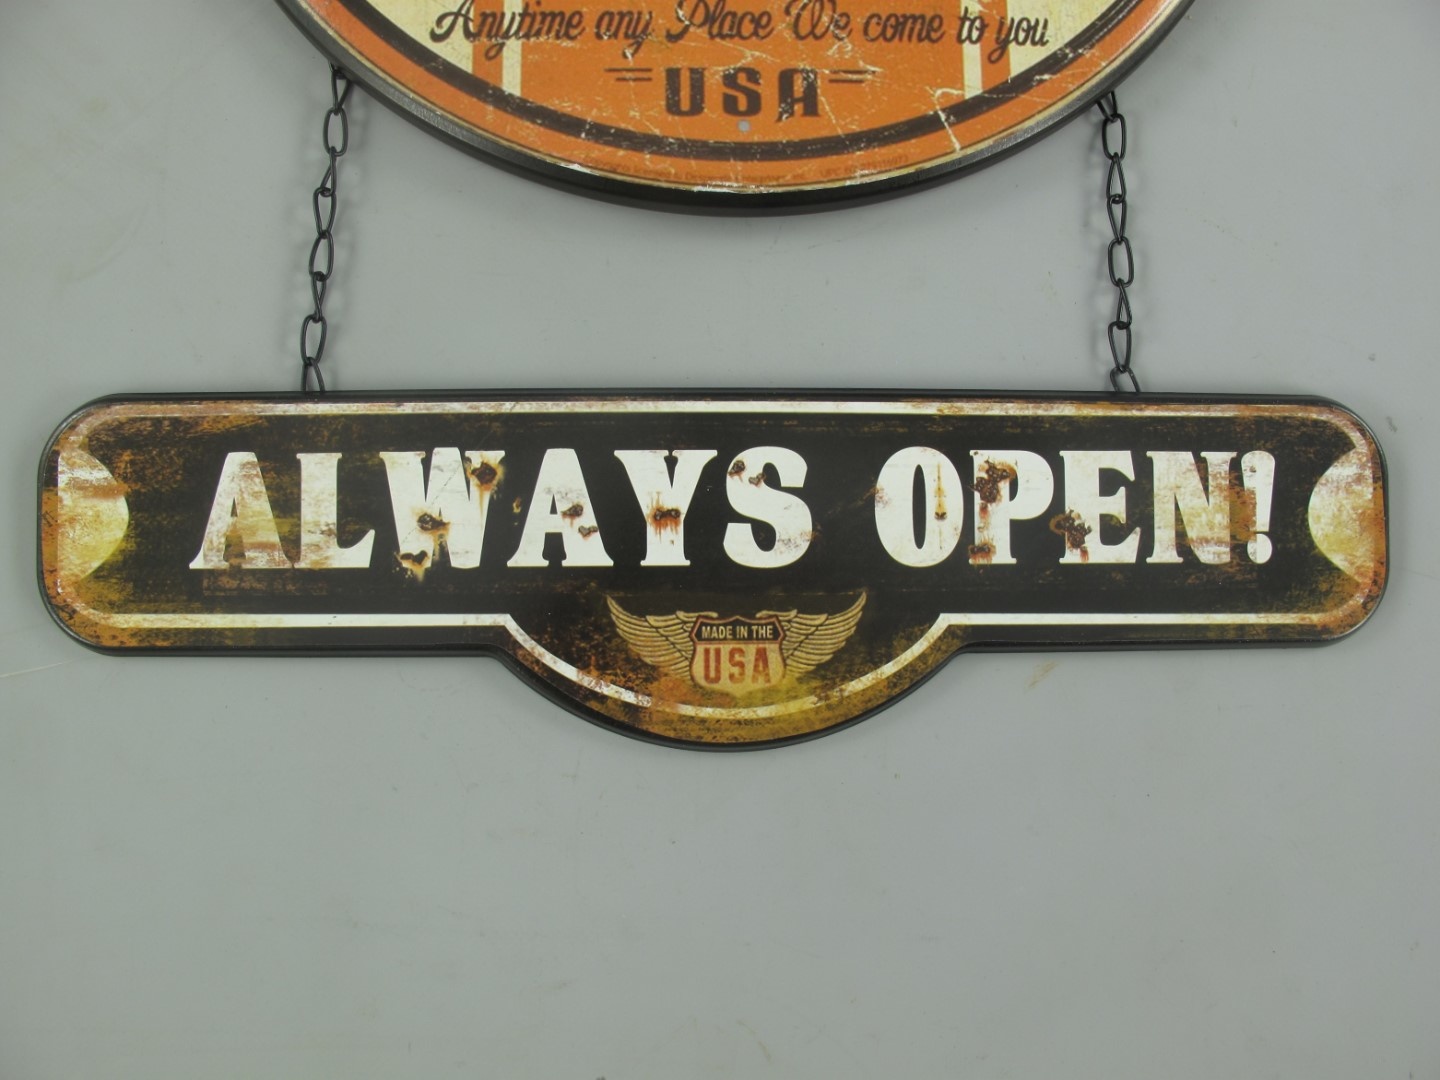 Anytime any Place We come to you
USA
ALWAYS OPEN!
MADE IN THE
USA